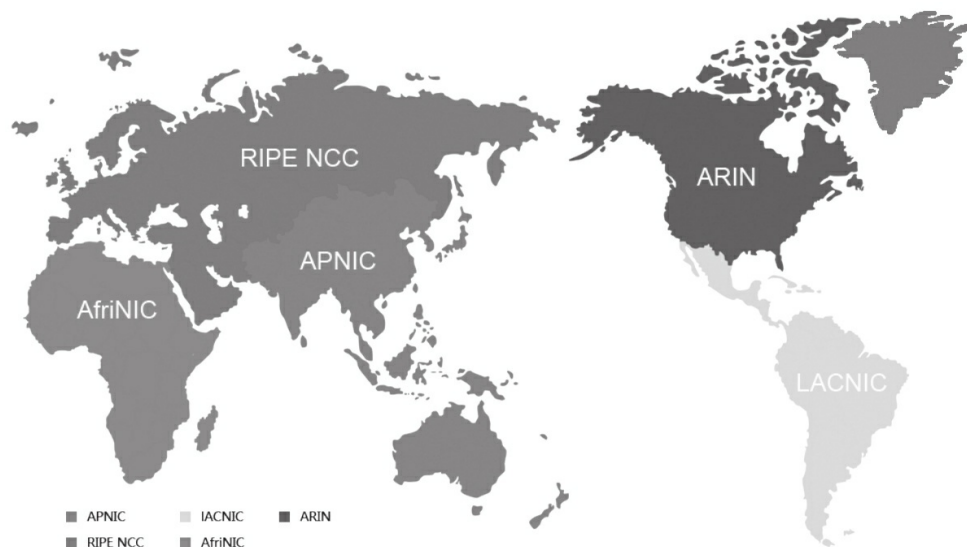 RIPE NCC
ARIN
APNIC
AfriNIC
LACNIC
APNIC
IACNIC
ARIN
RIPE NCC
AfriNIC